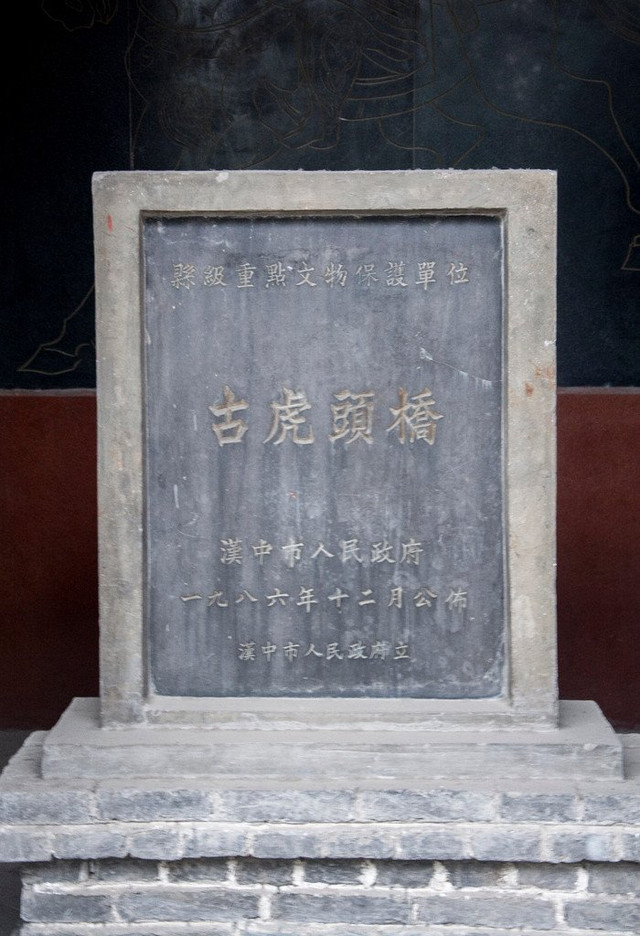 縣級重點文物保護單位
古虎頭橋
漢中市人民政府
一九八六年十二月公佈
漢中市人民政府立